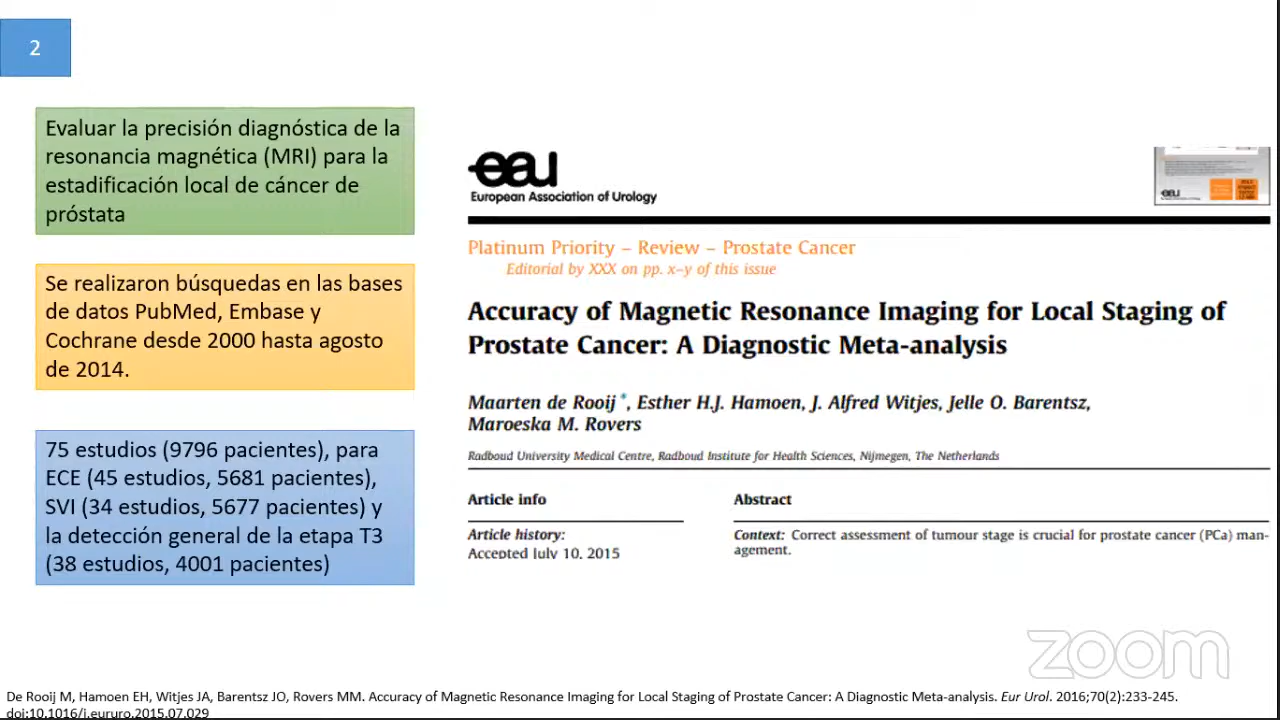 2
Evaluar la precisión diagnóstica de la
resonancia magnética (MRI) para la
estadificación local de cáncer de
próstata
Se realizaron búsquedas en las bases
de datos PubMed, Embase y
Cochrane desde 2000 hasta agosto
de 2014.
75 estudios (9796 pacientes), para
ECE (45 estudios, 5681 pacientes),
SVI (34 estudios, 5677 pacientes) y
la detección general de la etapa T3
(38 estudios, 4001 pacientes)
eau
European Association of Urology
eau
Platinum Priority – Review – Prostate Cancer
Editorial by XXX on pp. x–y of this issue
Accuracy of Magnetic Resonance Imaging for Local Staging of
Prostate Cancer: A Diagnostic Meta-analysis
Maarten de Rooij *, Esther H.J. Hamoen, J. Alfred Witjes, Jelle O. Barentsz,
Maroeska M. Rovers
Radboud University Medical Centre, Radboud Institute for Health Sciences, Nijmegen, The Netherlands
Article info
Article history:
Accepted July 10, 2015
Abstract
Context: Correct assessment of tumour stage is crucial for prostate cancer (PCa) man-
agement.
zoom
De Rooij M, Hamoen EH, Witjes JA, Barentsz JO, Rovers MM. Accuracy of Magnetic Resonance Imaging for Local Staging of Prostate Cancer: A Diagnostic Meta-analysis. Eur Urol. 2016;70(2):233-245.
doi:10.1016/j.eururo.2015.07.029